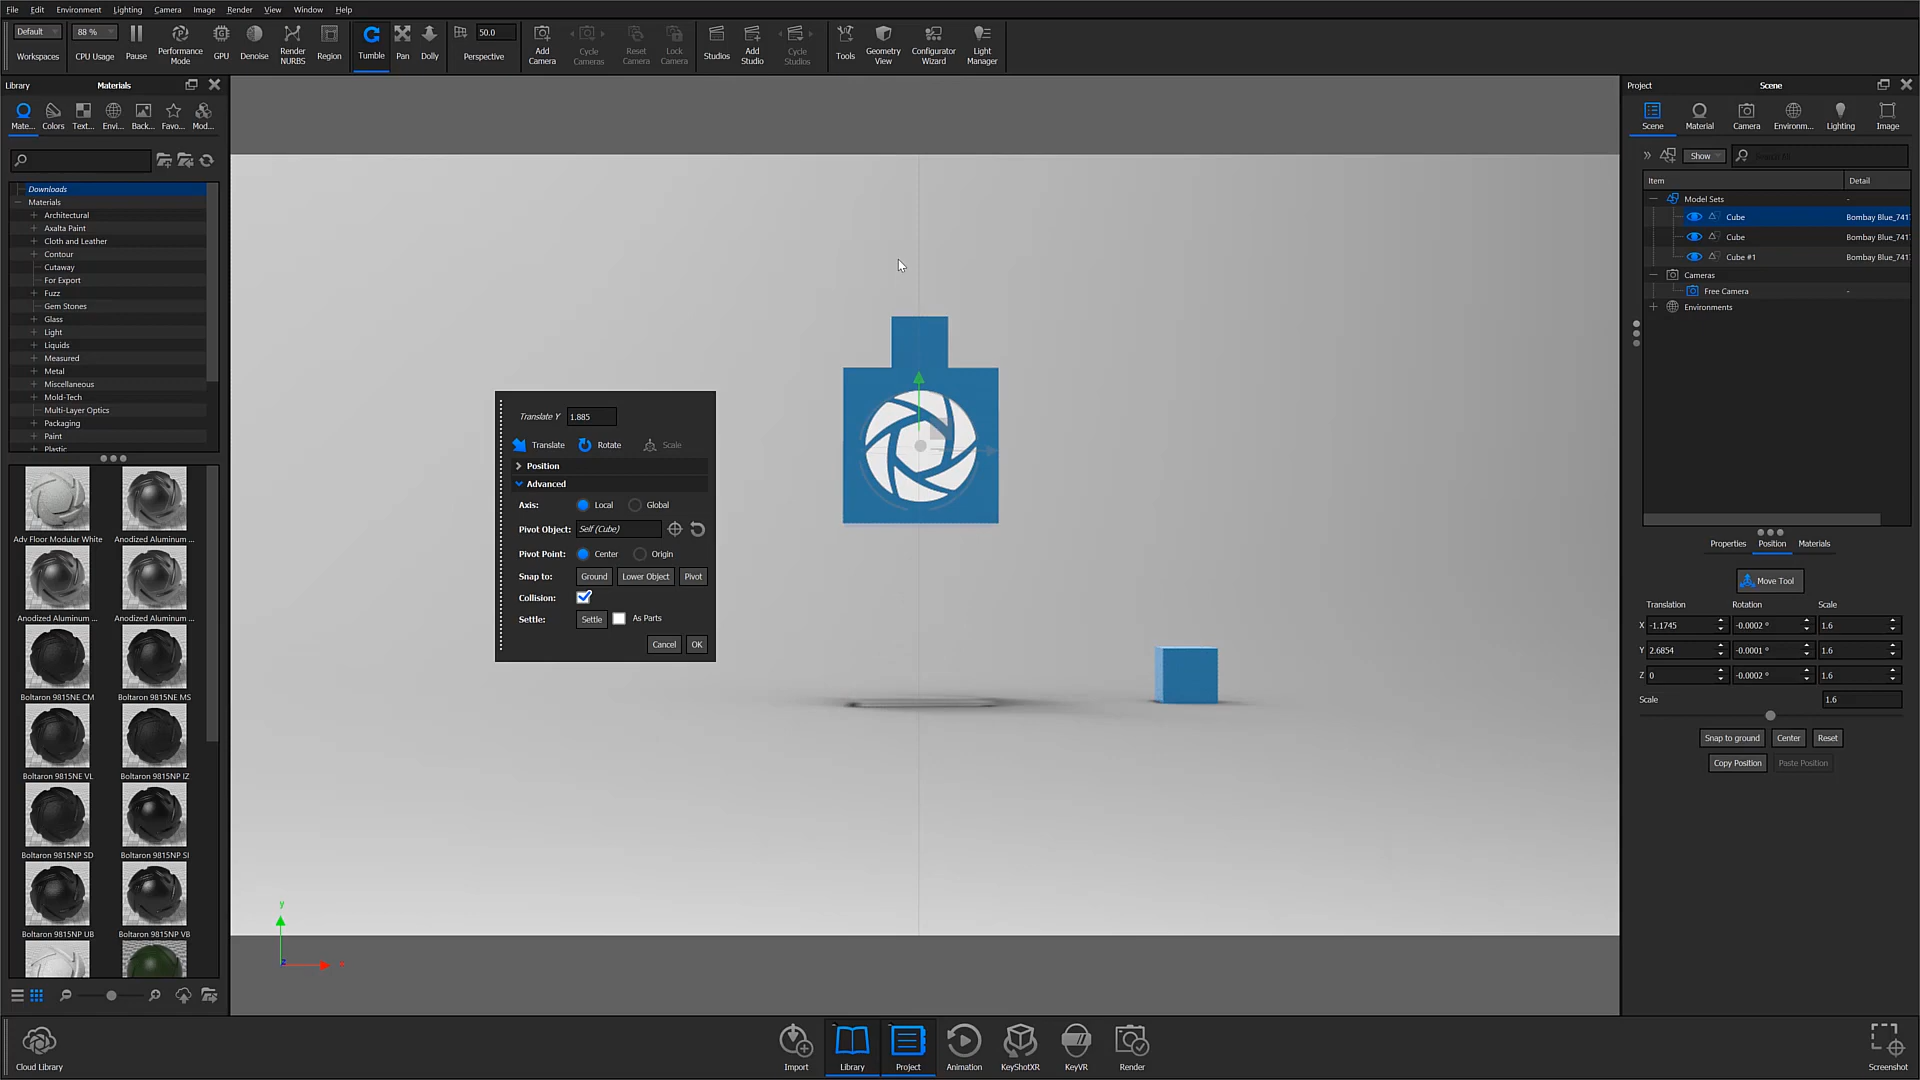 File Edit Environment Lighting Camera Image Render View Window Help
Default
Workspaces
88 %
CPU Usage
Pause
Performance
Mode
GPU
Denoise
Render
NURBS
Region
Tumble
Pan
Dolly
50.0
Perspective
Add
Camera
Cycle
Cameras
Reset
Camera
Lock
Camera
Studios
Add
Studio
Cycle
Studios
Tools
Geometry
View
Configurator
Wizard
Light
Manager
Library
Materials
Mate... Colors Text... Envi... Back... Favo... Mod...
Downloads
Materials
Architectural
Axalta Paint
Cloth and Leather
Contour
Cutaway
For Export
Fuzz
Gem Stones
Glass
Light
Liquids
Measured
Metal
Miscellaneous
Mold-Tech
Multi-Layer Optics
Packaging
Paint
Plastic
Adv Floor Modular White
Anodized Aluminum ...
Anodized Aluminum ...
Anodized Aluminum ...
Boltaron 9815NE CM
Boltaron 9815NE MS
Boltaron 9815NE VL
Boltaron 9815NP IZ
Boltaron 9815NP SD
Boltaron 9815NP SI
Boltaron 9815NP UB
Boltaron 9815NP VB
Translate Y 1.885
Translate Rotate Scale
Position
Advanced
Axis: Local Global
Pivot Object: Self (Cube)
Pivot Point: Center Origin
Snap to: Ground Lower Object Pivot
Collision:
Settle: Settle As Parts
Cancel OK
y
Project
Scene
Scene Material Camera Environm... Lighting Image
Show
Item Detail
Model Sets -
Cube Bombay Blue_741
Cube Bombay Blue_741
Cube #1 Bombay Blue_741
Cameras
Free Camera -
Environments
Properties Position Materials
Move Tool
Translation Rotation Scale
X -1.1745 -0.0002 ° 1.6
Y 2.6854 -0.0001 ° 1.6
Z 0 -0.0002 ° 1.6
Scale 1.6
Snap to ground Center Reset
Copy Position Paste Position
Cloud Library
Import Library Project Animation KeyShotXR KeyVR Render
Screenshot